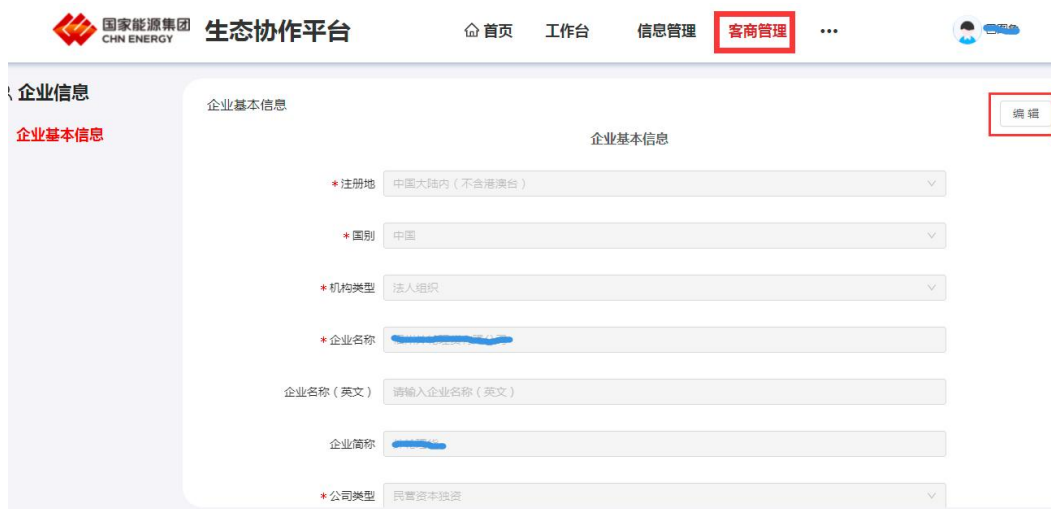 国家能源集团
CHN ENERGY
生态协作平台
首页 工作台 信息管理 客商管理 •••
企业信息
企业基本信息
企业基本信息
编辑
企业基本信息
*注册地 中国大陆内（不含港澳台）
*国别 中国
*机构类型 法人组织
*企业名称
企业名称（英文） 请输入企业名称（英文）
企业简称
*公司类型 民营资本独资